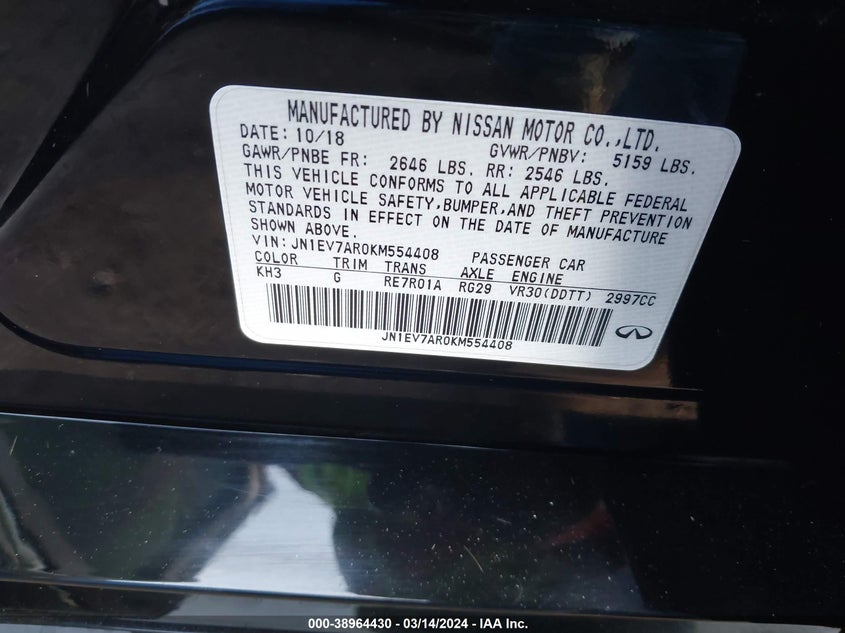 MANUFACTURED BY NISSAN MOTOR CO.,LTD.
DATE: 10/18 GVWR/PNBV: 5159 LBS.
GAWR/PNBE FR: 2646 LBS. RR: 2546 LBS.
THIS VEHICLE CONFORMS TO ALL APPLICABLE FEDERAL
MOTOR VEHICLE SAFETY,BUMPER,AND THEFT PREVENTION
STANDARDS IN EFFECT ON THE DATE OF MANUFACTURE
SHOWN ABOVE.
VIN: JN1EV7AR0KM554408 PASSENGER CAR
COLOR TRIM TRANS AXLE ENGINE
KH3 G RE7R01A RG29 VR30(DDTT) 2997CC
JN1EV7AR0KM554408
000-38964430 - 03/14/2024 - IAA Inc.